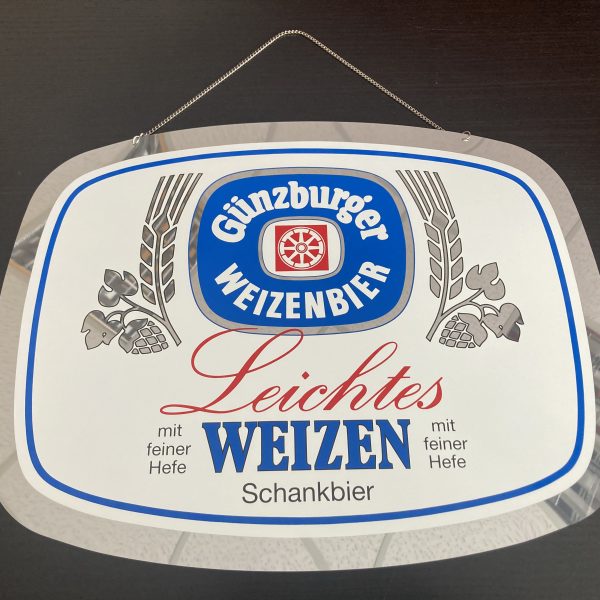 Günzburger
WEIZENBIER
Leichtes
mit
feiner
Hefe
WEIZEN
mit
feiner
Hefe
Schankbier